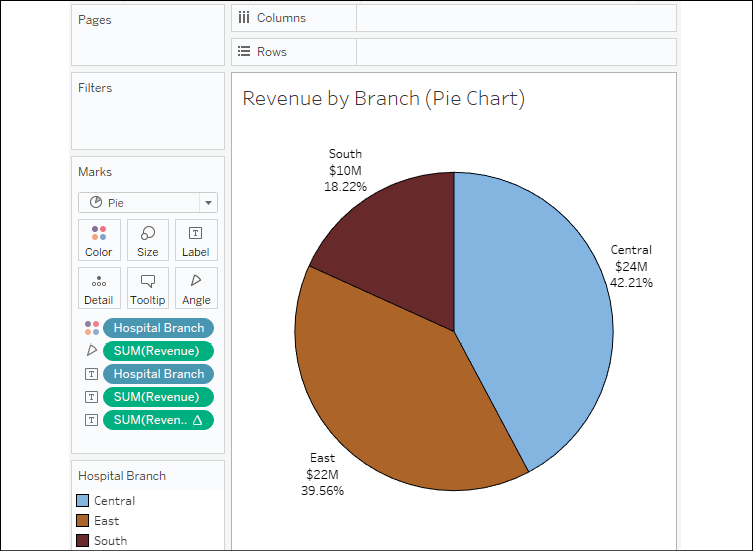 Pages
Columns
Rows
Filters
Marks
Pie
Color
Size
Label
Detail
Tooltip
Angle
Hospital Branch
SUM(Revenue)
Hospital Branch
SUM(Revenue)
SUM(Reven..
Hospital Branch
Central
East
South
Revenue by Branch (Pie Chart)
South
$10M
18.22%
Central
$24M
42.21%
East
$22M
39.56%